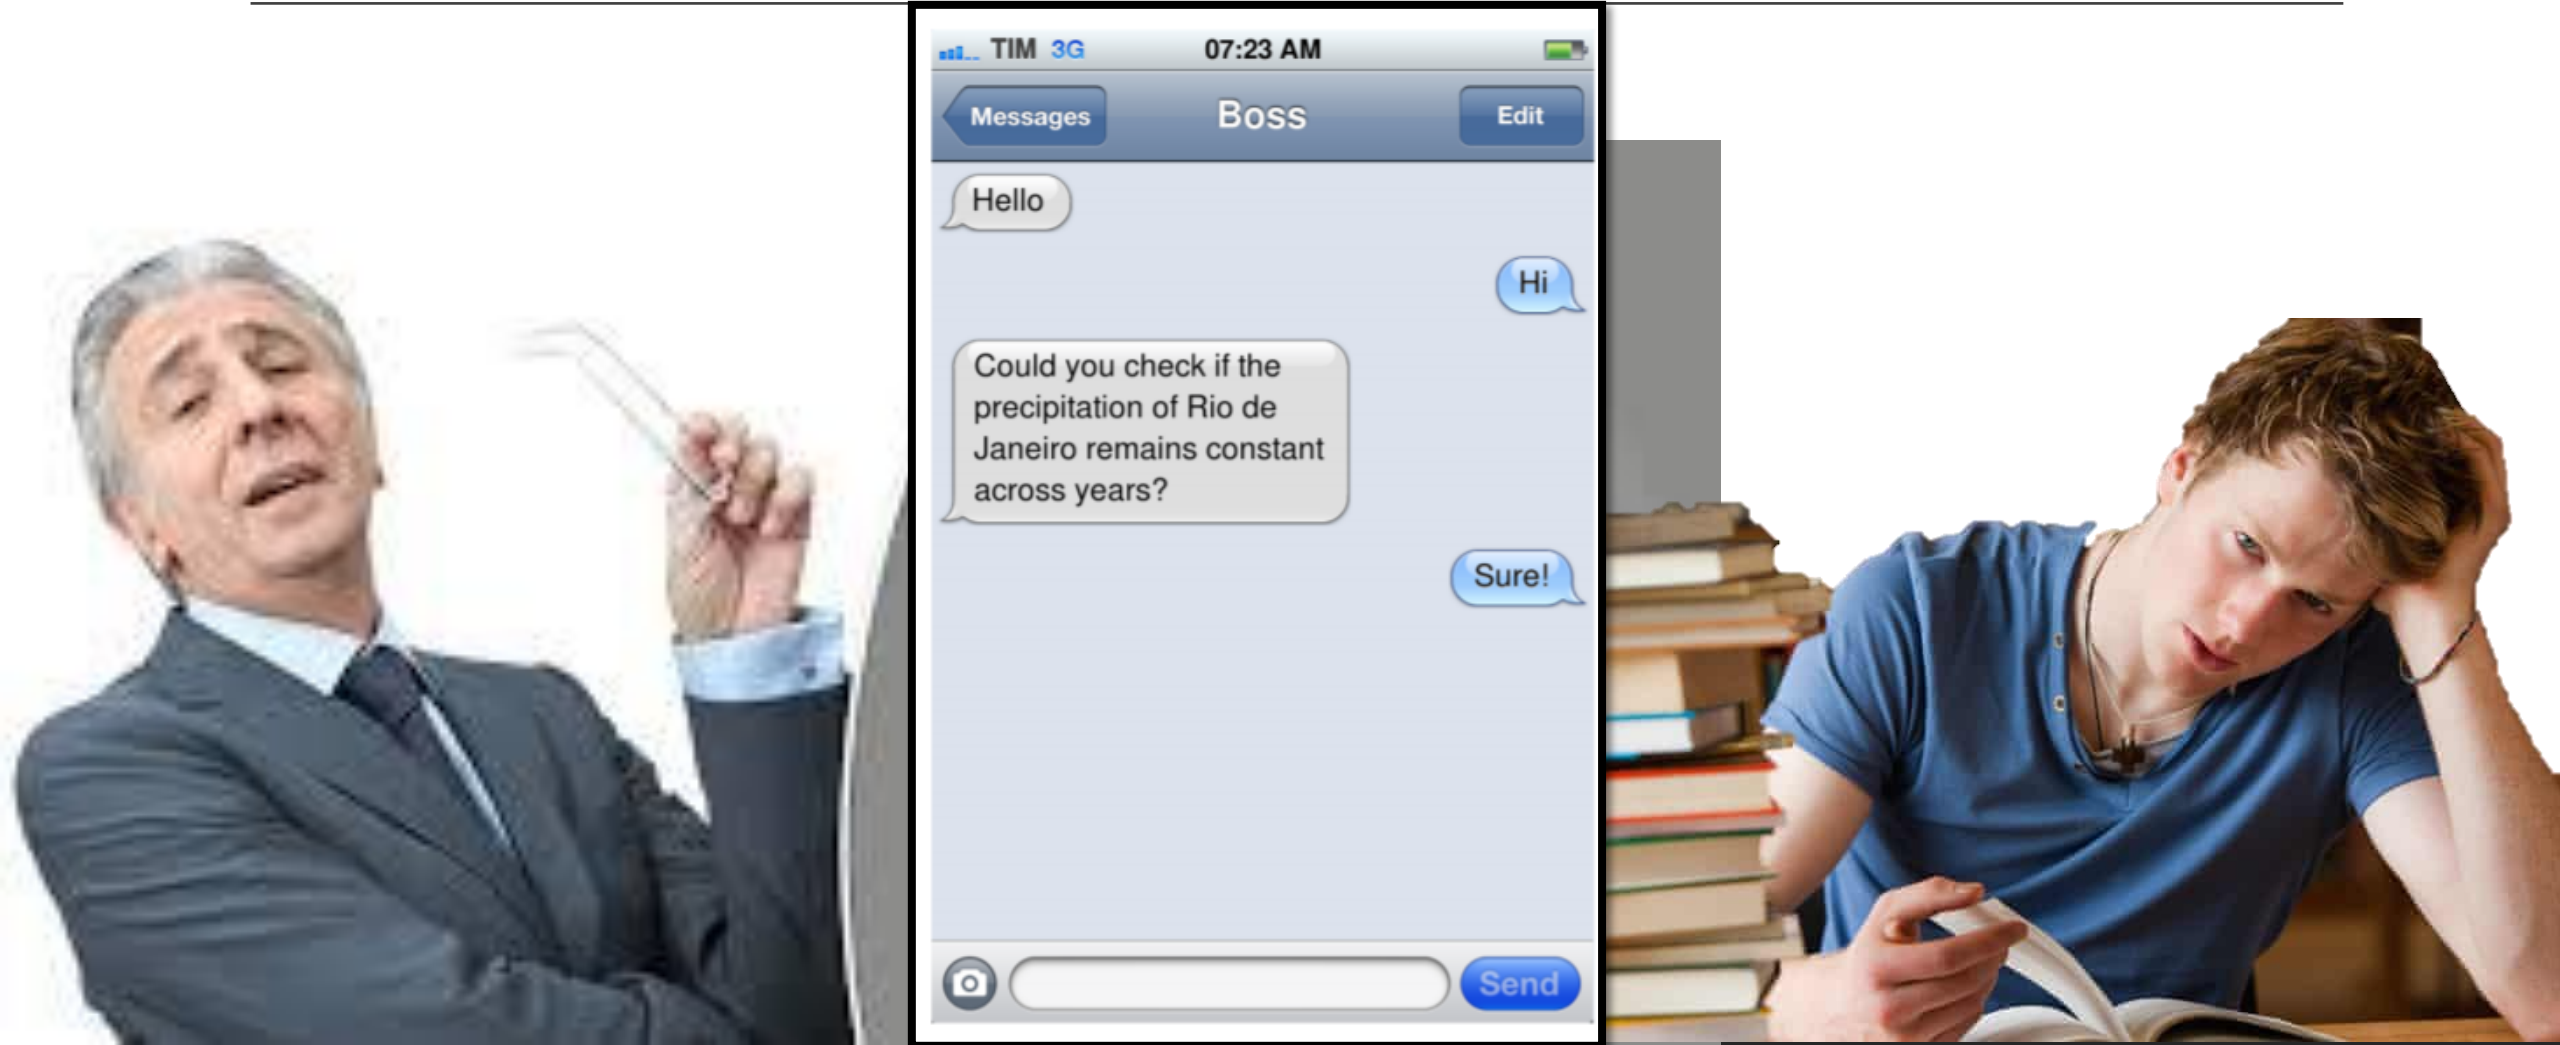 TIM 3G 07:23 AM
Messages Boss Edit
Hello
Hi
Could you check if the
precipitation of Rio de
Janeiro remains constant
across years?
Sure!
Send